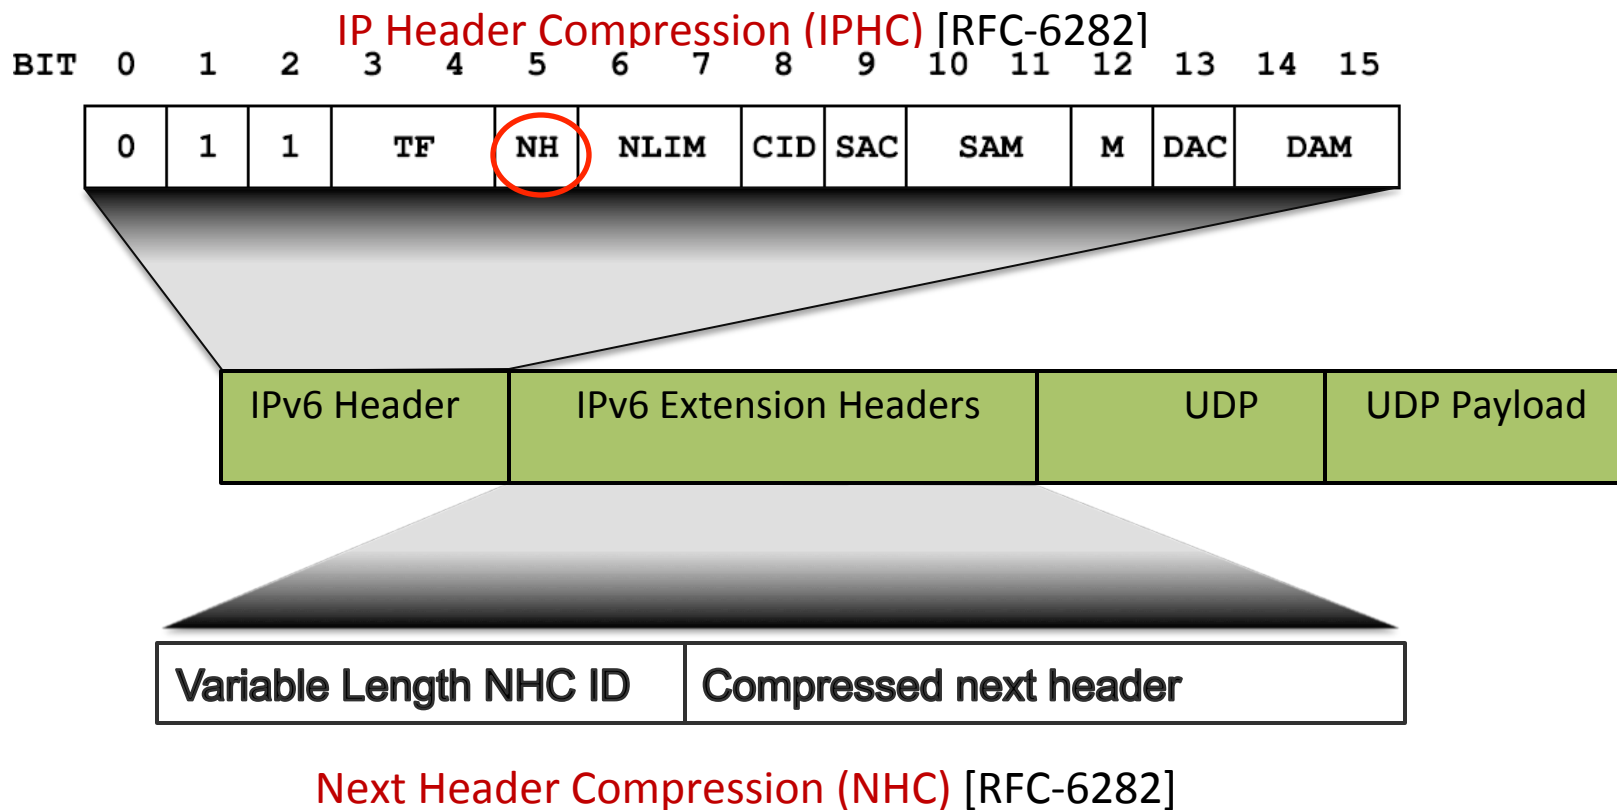 IP Header Compression (IPHC) [RFC-6282]
BIT 0 1 2 3 4 5 6 7 8 9 10 11 12 13 14 15
0 1 1 TF NH NLIM CID SAC SAM M DAC DAM
IPv6 Header IPv6 Extension Headers UDP UDP Payload
Variable Length NHC ID Compressed next header
Next Header Compression (NHC) [RFC-6282]